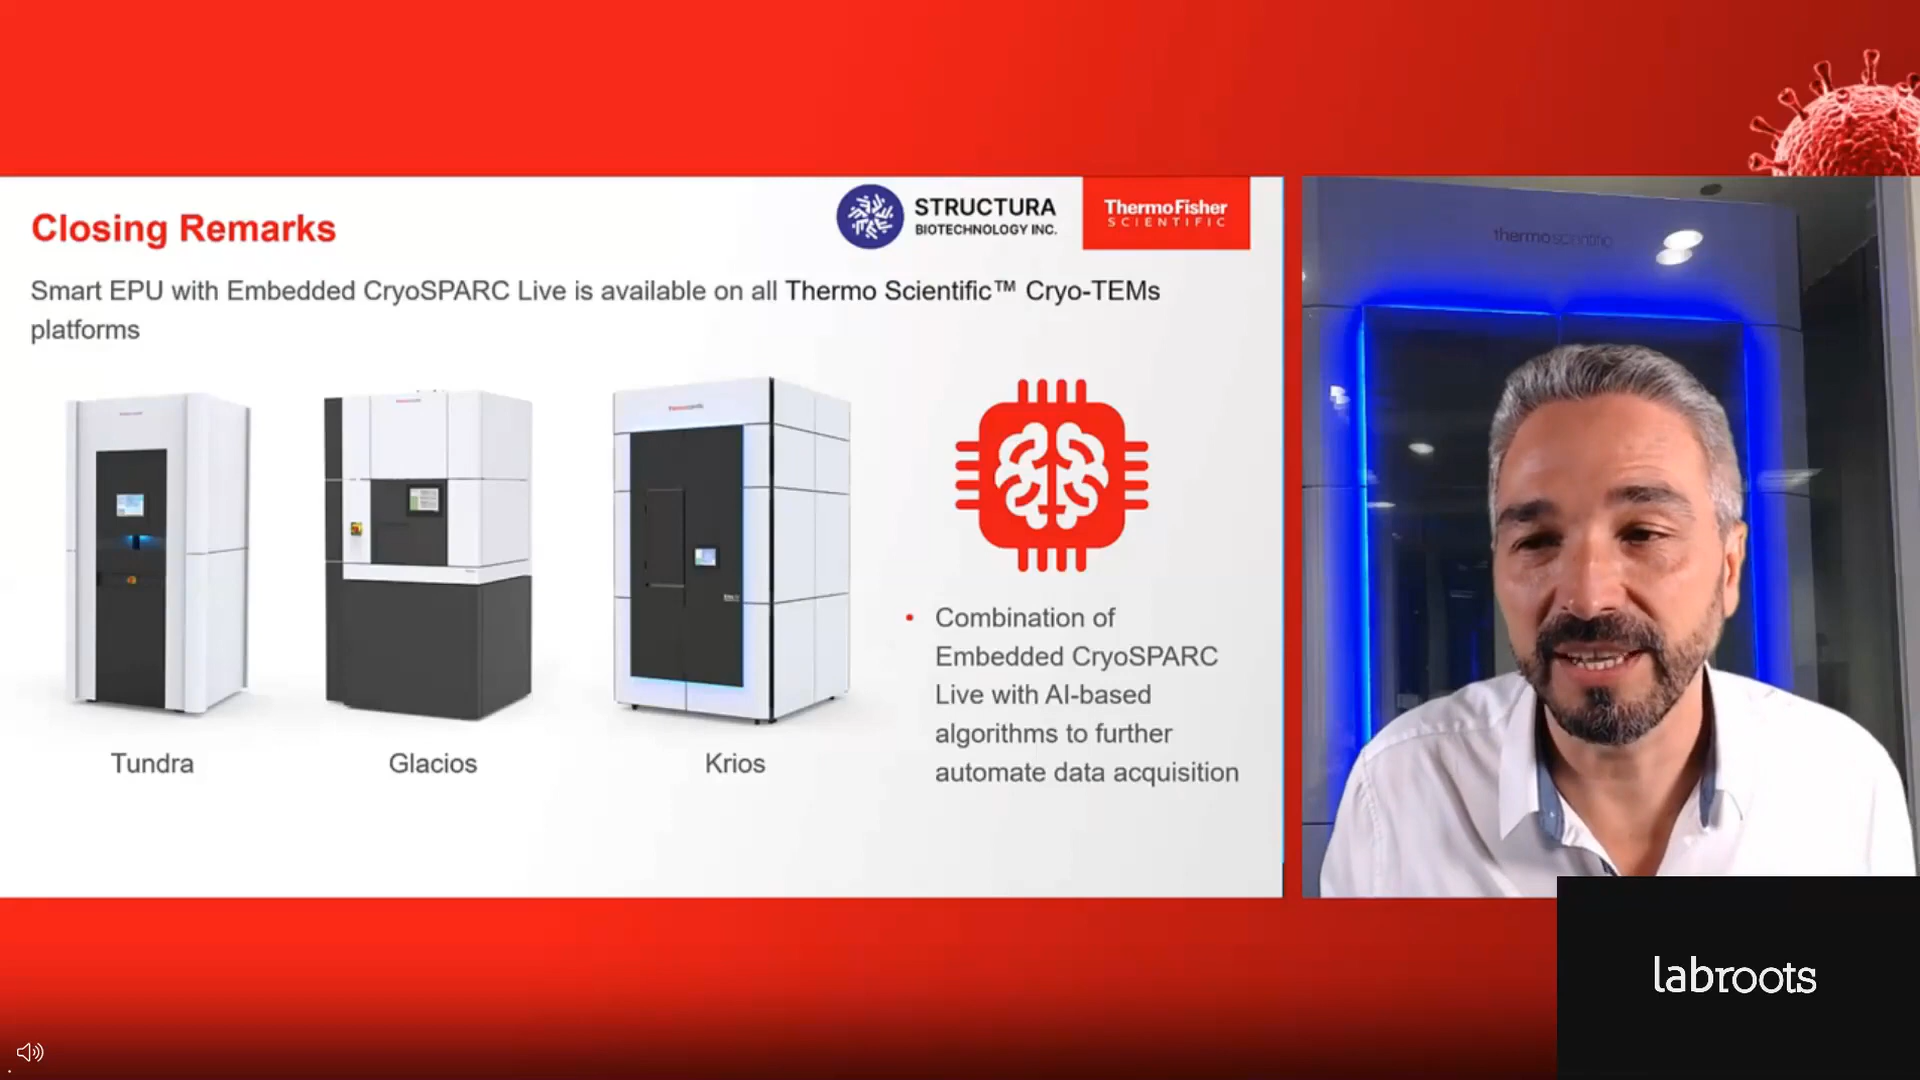 Closing Remarks
STRUCTURA
BIOTECHNOLOGY INC.
ThermoFisher
SCIENTIFIC
Smart EPU with Embedded CryoSPARC Live is available on all Thermo Scientific™ Cryo-TEMs
platforms
Tundra
Glacios
Krios
• Combination of
Embedded CryoSPARC
Live with AI-based
algorithms to further
automate data acquisition
thermo scientific
labroots